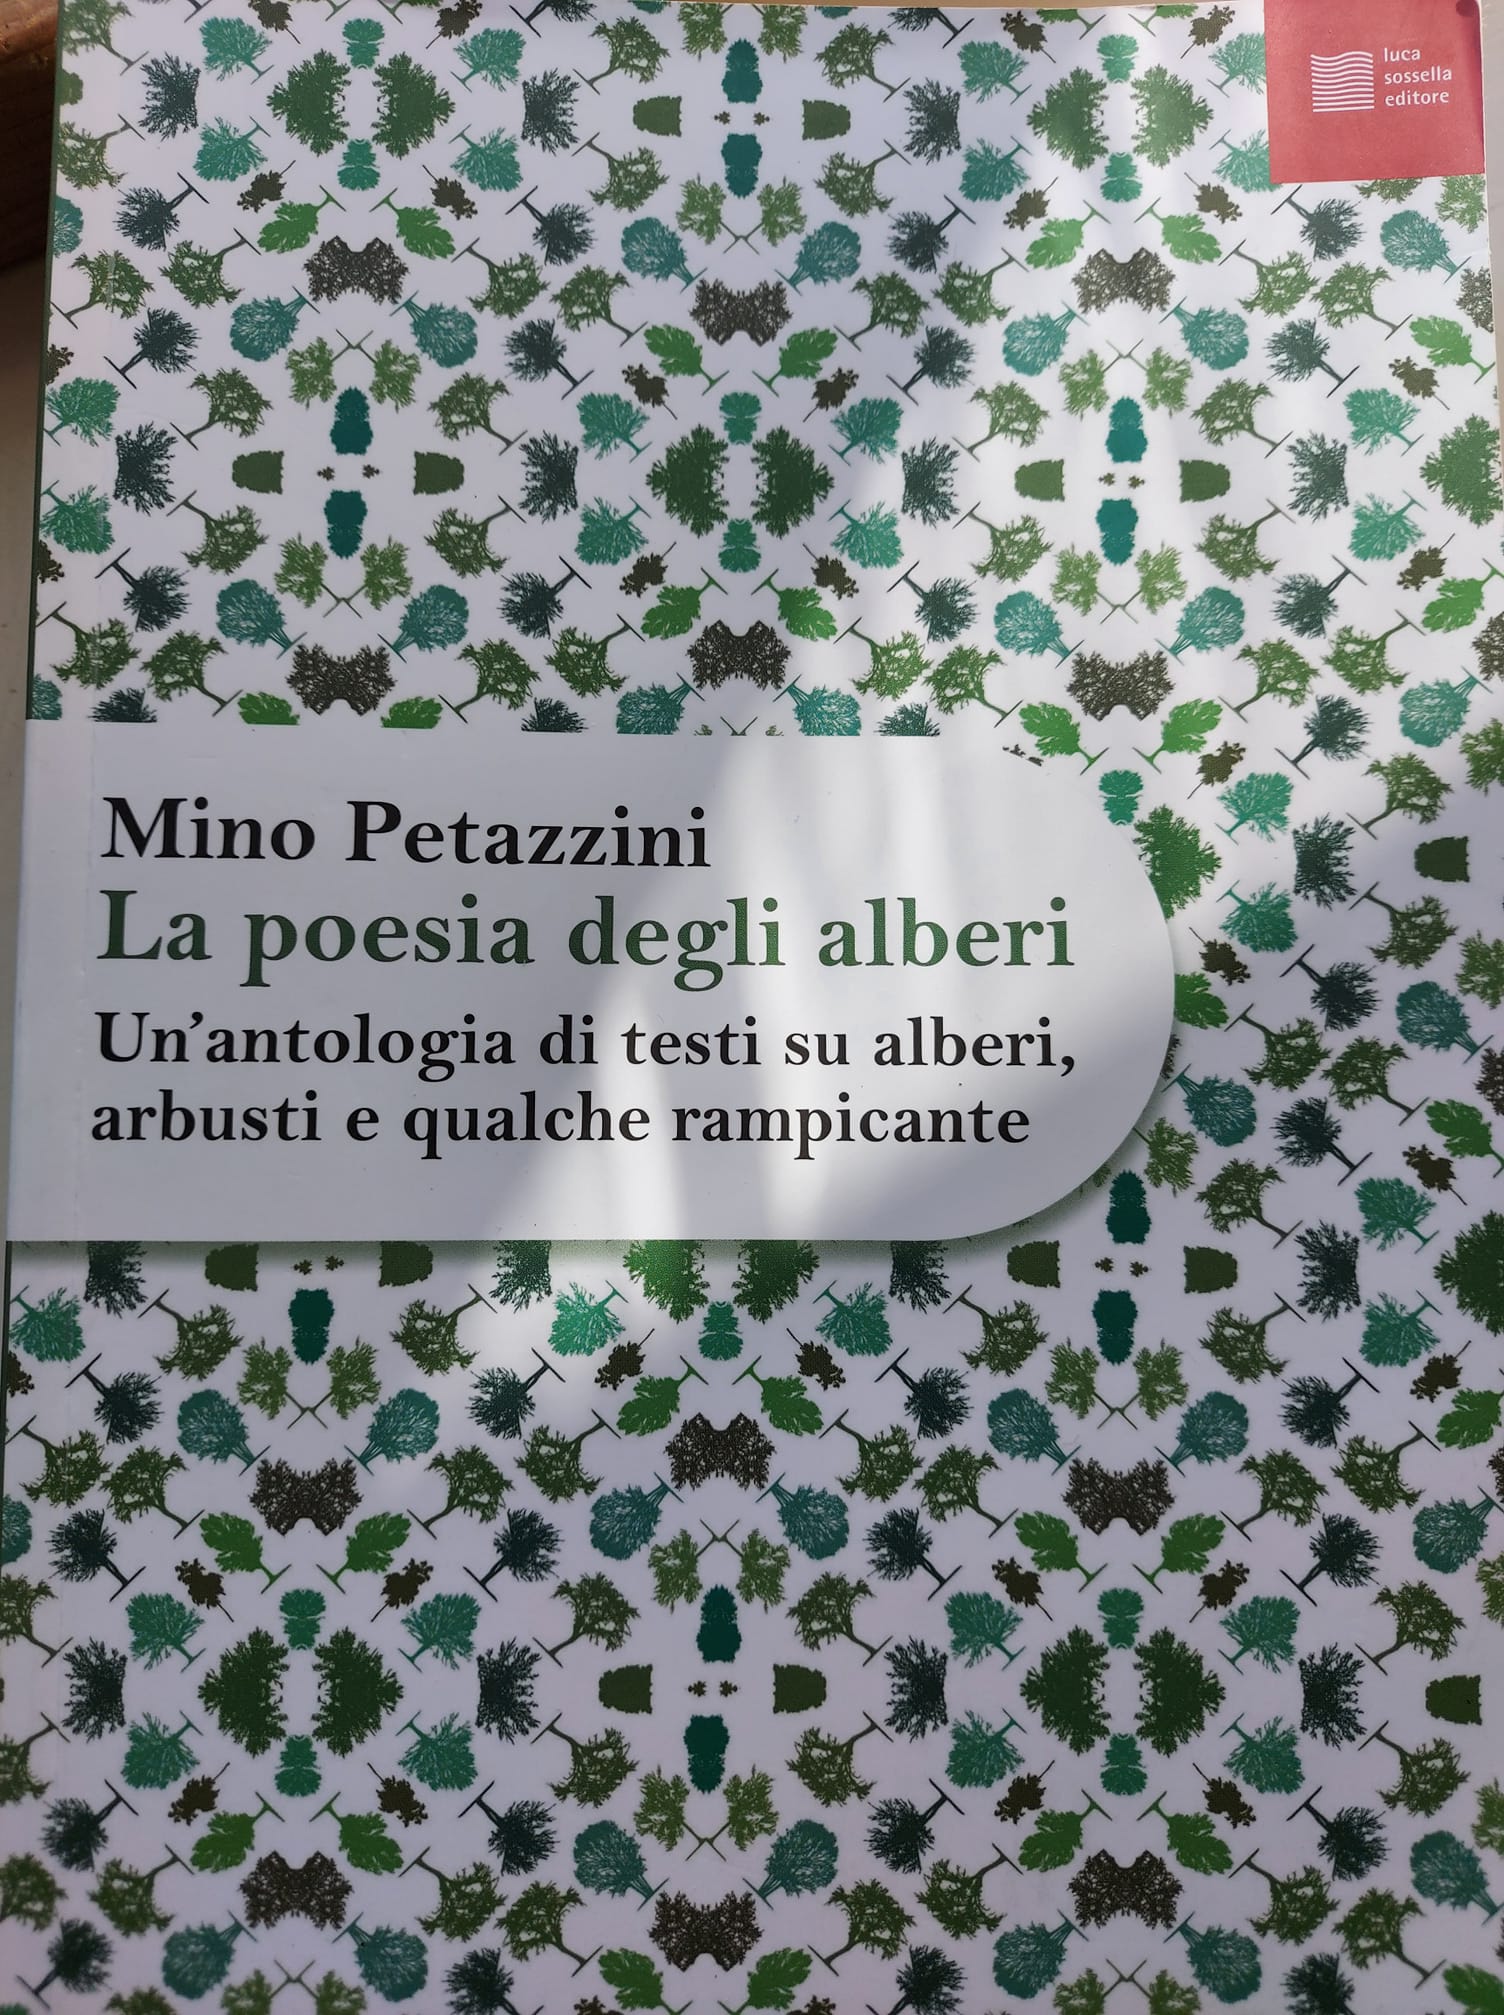 luca
sossella
editore
Mino Petazzini
La poesia degli alberi
Un’antologia di testi su alberi,
arbusti e qualche rampicante